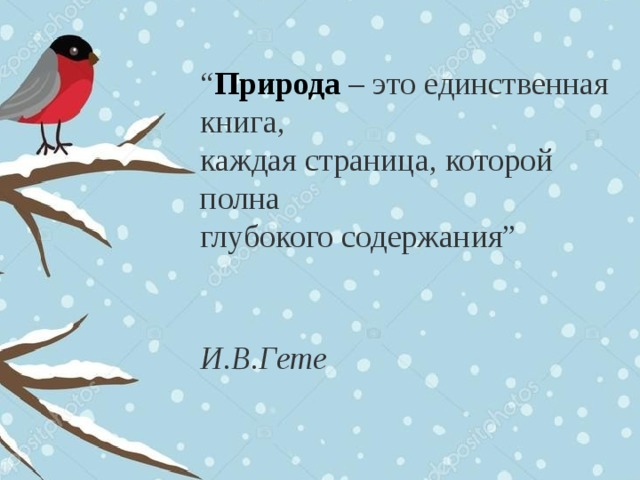 “Природа – это единственная
книга,
каждая страница, которой
полна
глубокого содержания”
И.В.Гете